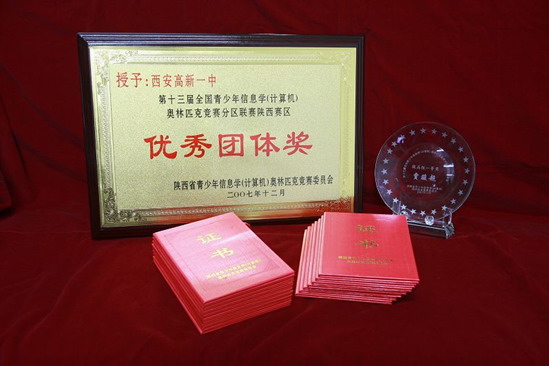 授予:西安高新一中
第十三届全国青少年信息学(计算机)
奥林匹克竞赛分区联赛陕西赛区
优秀团体奖
陕西省青少年信息学(计算机)奥林匹克竞赛委员会
二〇〇七年十二月
证
书
证
书